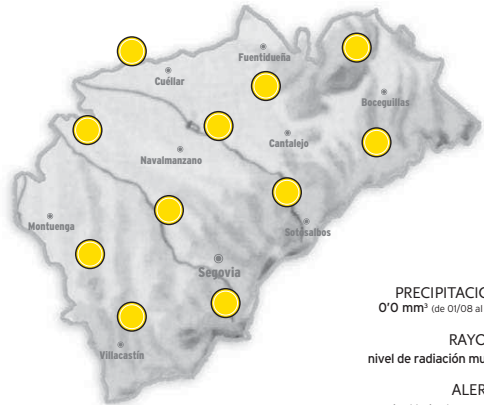 Fuentidueña
Cuéllar
Boceguillas
Cantalejo
Navalmanzano
Montuenga
Sotosalbos
Segovia
Villacastín
PRECIPITACIO
0'0 mm³ (de 01/08 al
RAYO
nivel de radiación mu
ALER